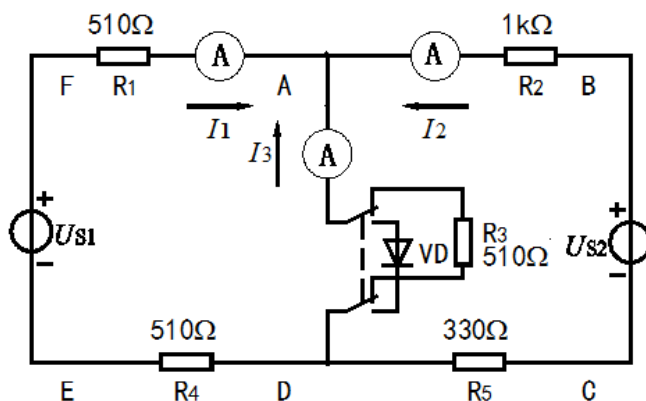 510Ω
1kΩ
A
A
F
R1
A
R2
B
I1
I2
I3
A
+
US1
-
R3
510Ω
VD
+
US2
-
510Ω
330Ω
E
R4
D
R5
C